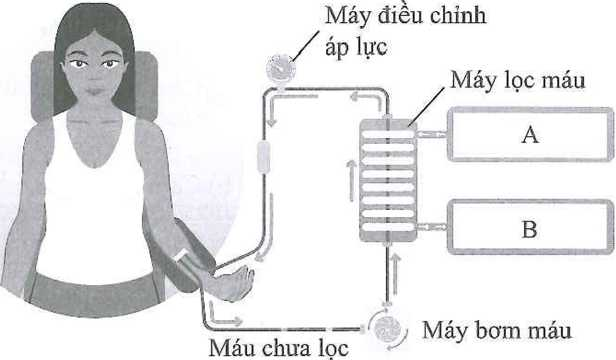 Máy điều chỉnh
áp lực
Máy lọc máu
A
B
Máu chưa lọc
Máy bơm máu